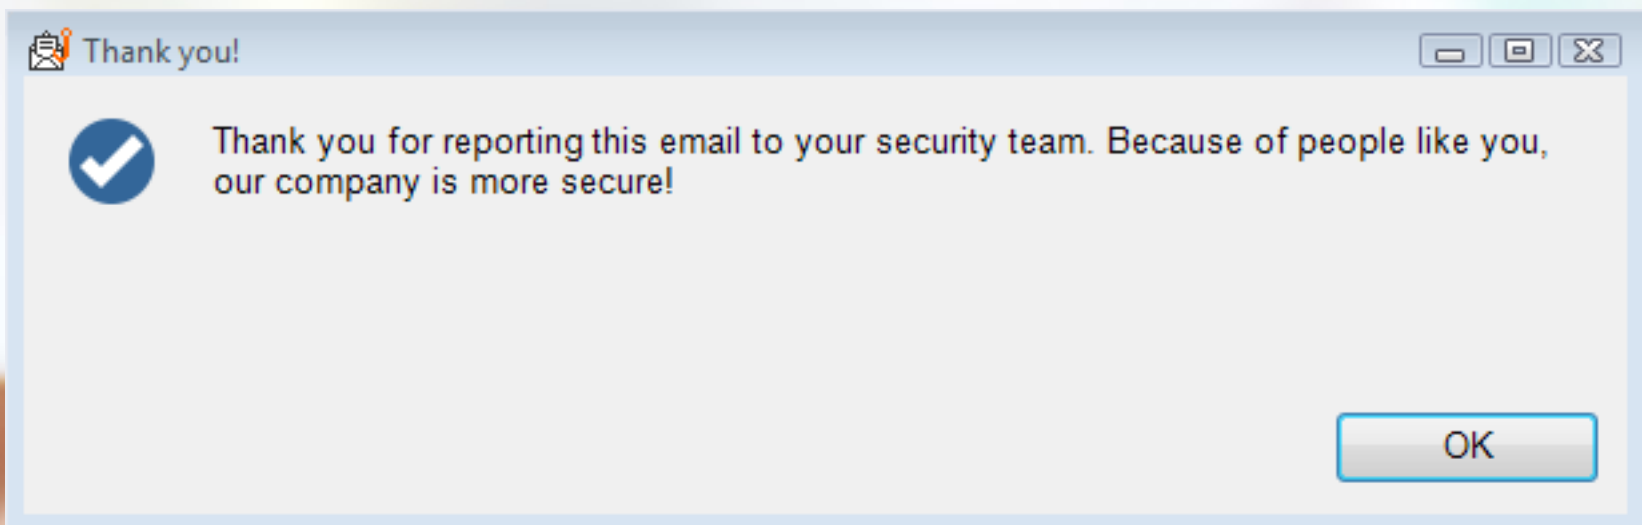 Thank you!
Thank you for reporting this email to your security team. Because of people like you,
our company is more secure!
OK